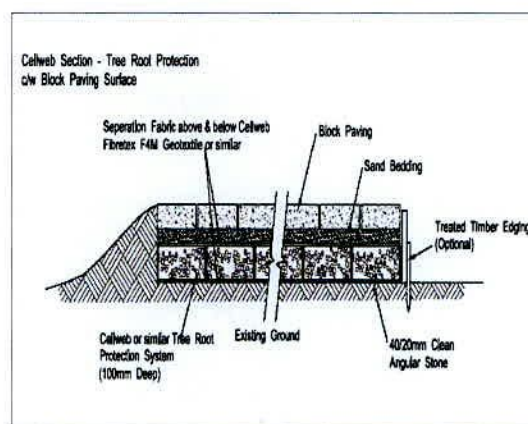 Cellweb Section - Tree Root Protection
c/w Block Paving Surface
Seperation Fabric above & below Cellweb
Fibretex F4M Geotextile or similar
Block Paving
Sand Bedding
Treated Timber Edging
(Optional)
Cellweb or similar Tree Root
Protection System
(100mm Deep)
Existing Ground
40/20mm Clean
Angular Stone